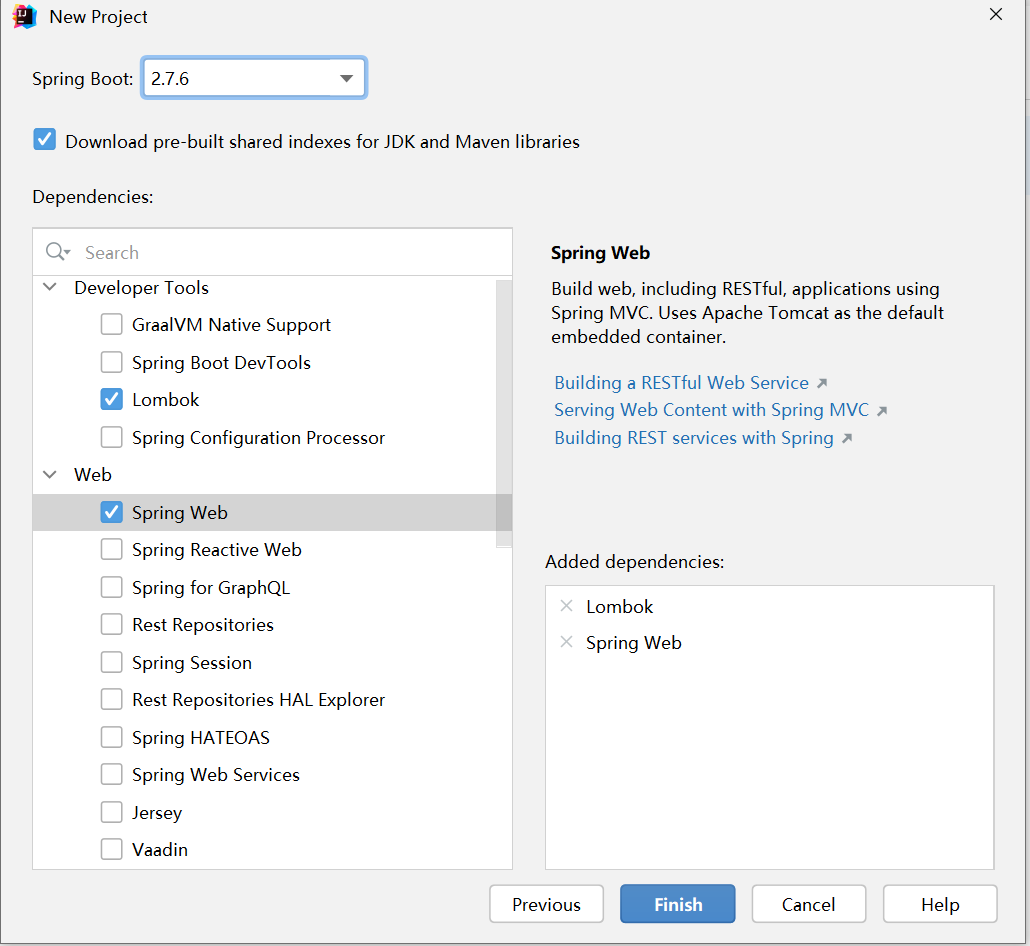 New Project
Spring Boot: 2.7.6
Download pre-built shared indexes for JDK and Maven libraries
Dependencies:
Search
Developer Tools
GraalVM Native Support
Spring Boot DevTools
Lombok
Spring Configuration Processor
Web
Spring Web
Spring Reactive Web
Spring for GraphQL
Rest Repositories
Spring Session
Rest Repositories HAL Explorer
Spring HATEOAS
Spring Web Services
Jersey
Vaadin
Spring Web
Build web, including RESTful, applications using
Spring MVC. Uses Apache Tomcat as the default
embedded container.
Building a RESTful Web Service
Serving Web Content with Spring MVC
Building REST services with Spring
Added dependencies:
Lombok
Spring Web
Previous
Finish
Cancel
Help